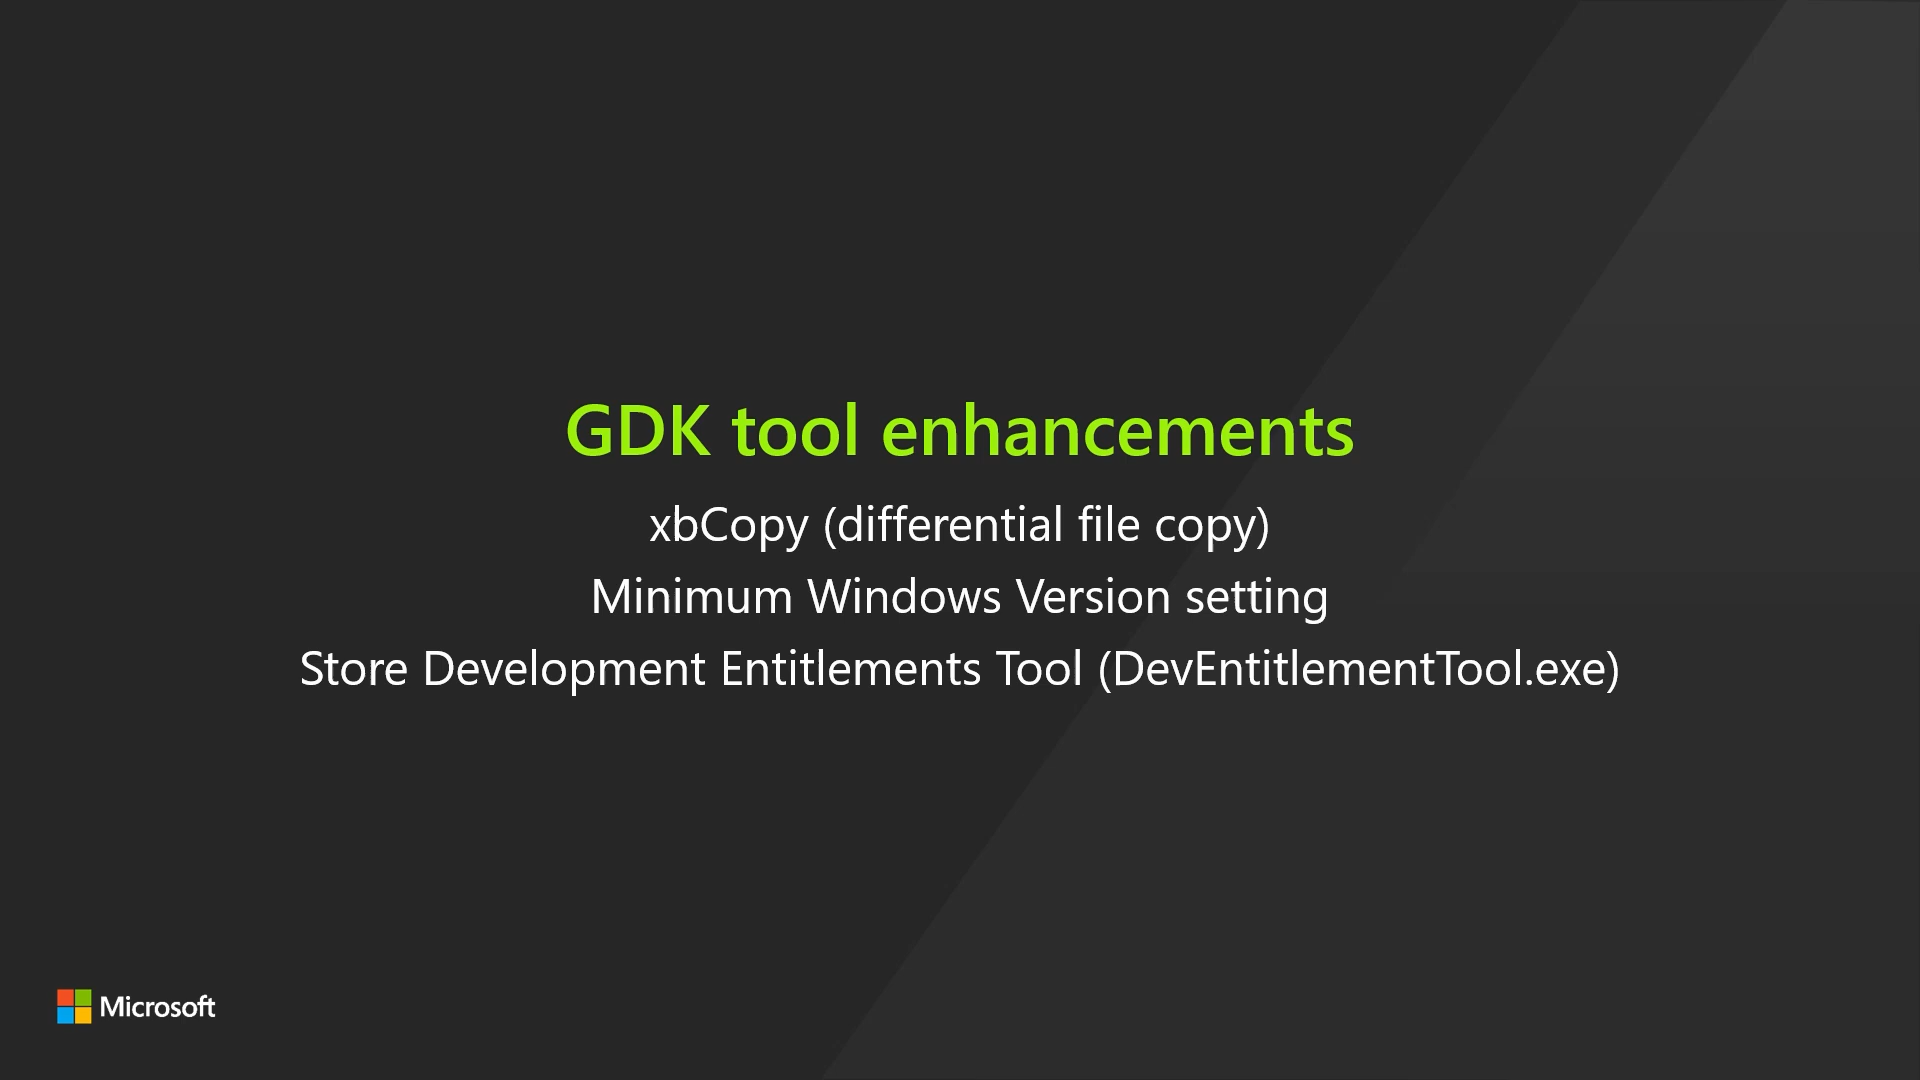 GDK tool enhancements
xbCopy (differential file copy)
Minimum Windows Version setting
Store Development Entitlements Tool (DevEntitlementTool.exe)
Microsoft